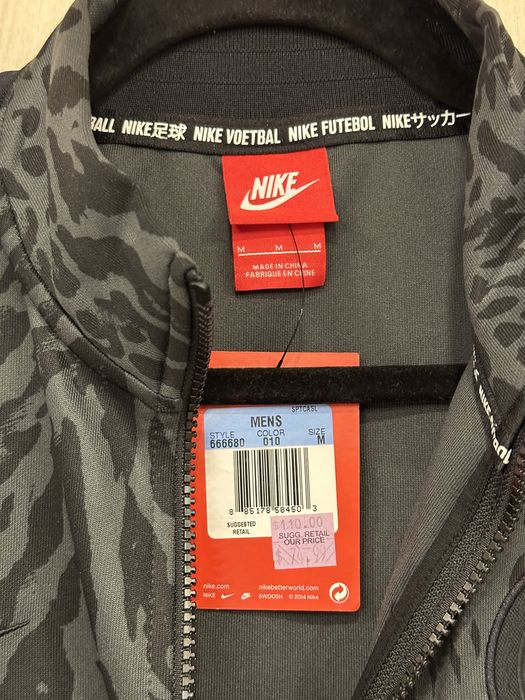 BALL NIKE足球 NIKE VOETBAL NIKE FUTEBOL NIKEサッカー
NIKE
M M M
MADE IN CHINA
FABRIQUÉ EN CHINE
SPTCASL
MENS
STYLE COLOR SIZE
666680 010 M
8 85178 58450 3
SUGGESTED
RETAIL
$110.00
SUGG. RETAIL
OUR PRICE
nike.com nikebetterworld.com
NIKE SWOOSH © 2014 Nike